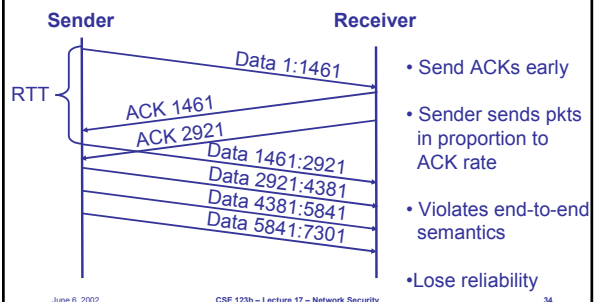 Sender
Receiver
RTT
Data 1:1461
ACK 1461
ACK 2921
Data 1461:2921
Data 2921:4381
Data 4381:5841
Data 5841:7301
• Send ACKs early
• Sender sends pkts
in proportion to
ACK rate
• Violates end-to-end
semantics
•Lose reliability
June 6, 2002
CSE 123b – Lecture 17 – Network Security
34